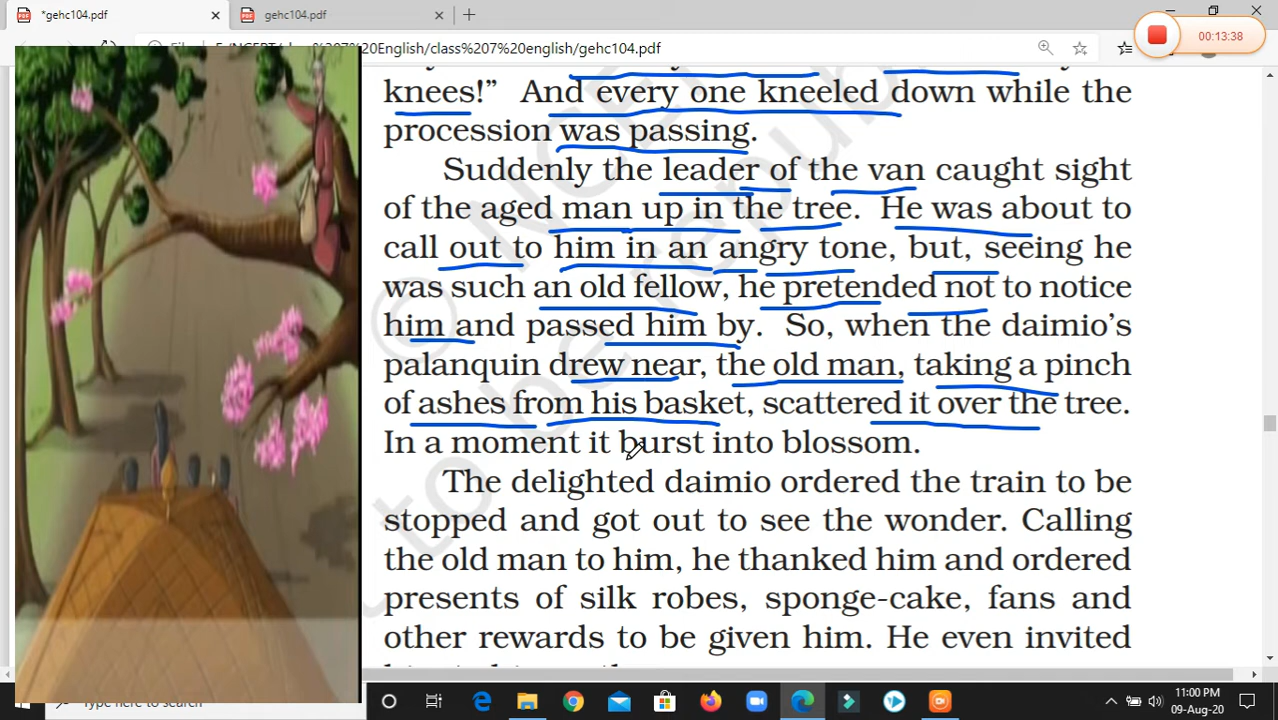 *gehc104.pdf
gehc104.pdf
00:13:38
%207%20English/class%207%20english/gehc104.pdf
knees!” And every one kneeled down while the
procession was passing.
Suddenly the leader of the van caught sight
of the aged man up in the tree. He was about to
call out to him in an angry tone, but, seeing he
was such an old fellow, he pretended not to notice
him and passed him by. So, when the daimio’s
palanquin drew near, the old man, taking a pinch
of ashes from his basket, scattered it over the tree.
In a moment it burst into blossom.
The delighted daimio ordered the train to be
stopped and got out to see the wonder. Calling
the old man to him, he thanked him and ordered
presents of silk robes, sponge-cake, fans and
other rewards to be given him. He even invited
Type here to search
11:00 PM
09-Aug-20